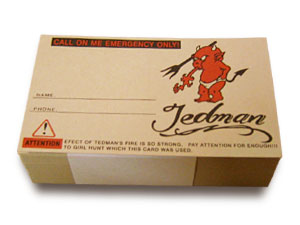 CALL ON ME EMERGENCY ONLY!
NAME
PHONE
Tedman
ATTENTION
EFECT OF TEDMAN'S FIRE IS SO STRONG. PAY ATTENTION FOR ENOUGH!!!
TO GIRL HUNT WHICH THIS CARD WAS USED.